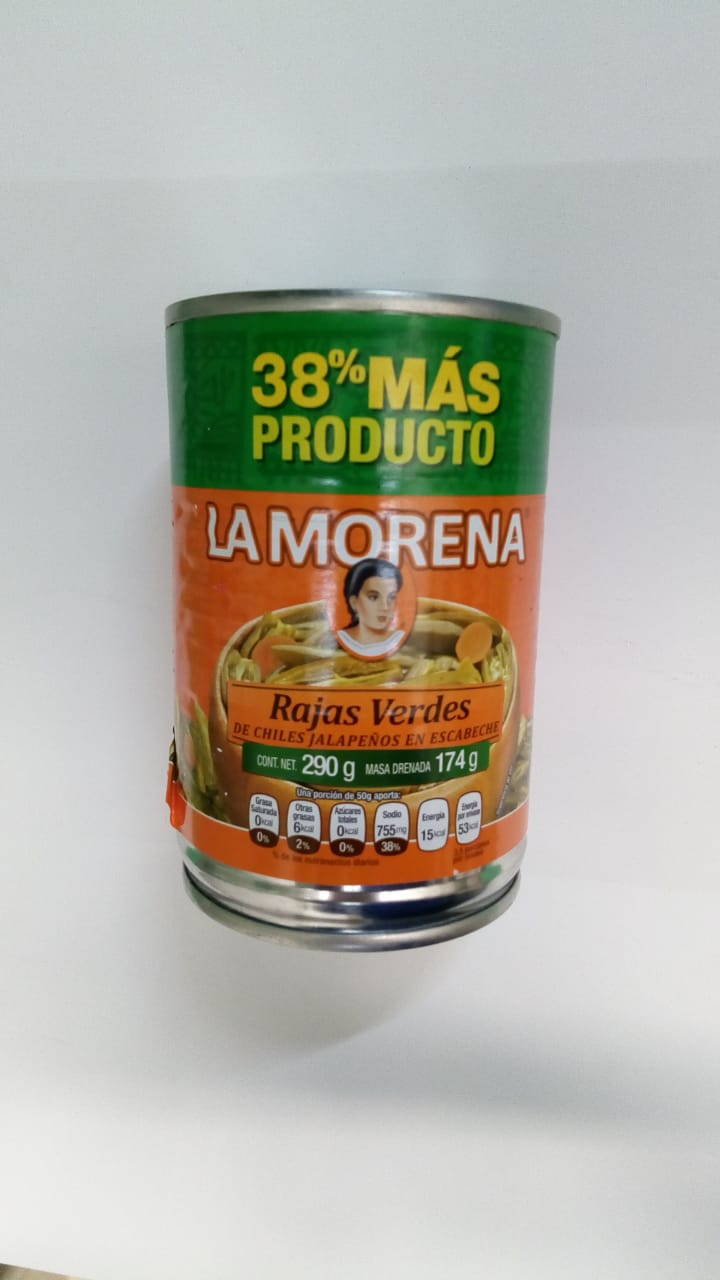 38% MÁS
PRODUCTO
LA MORENA
Rajas Verdes
DE CHILES JALAPEÑOS EN ESCABECHE
CONT. NET. 290 g MASA DRENADA 174 g
Una porción de 50g aporta:
Grasa Saturada 0kcal 0%
Otras grasas 6kcal 2%
Azúcares totales 0kcal 0%
Sodio 755mg 38%
Energía 15kcal
Energía por envase 53kcal
% de los nutrimentos diarios